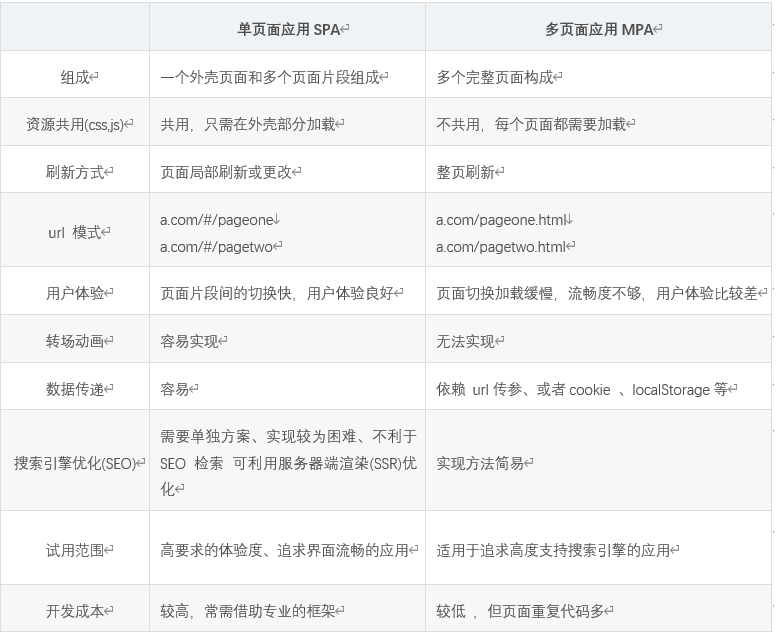 单页面应用 SPA
多页面应用 MPA
组成
一个外壳页面和多个页面片段组成
多个完整页面构成
资源共用(css,js)
共用，只需在外壳部分加载
不共用，每个页面都需要加载
刷新方式
页面局部刷新或更改
整页刷新
url 模式
a.com/#/pageone
a.com/#/pagetwo
a.com/pageone.html
a.com/pagetwo.html
用户体验
页面片段间的切换快，用户体验良好
页面切换加载缓慢，流畅度不够，用户体验比较差
转场动画
容易实现
无法实现
数据传递
容易
依赖 url 传参、或者 cookie 、localStorage 等
搜索引擎优化(SEO)
需要单独方案、实现较为困难、不利于
SEO 检索 可利用服务器端渲染(SSR)优
化
实现方法简易
试用范围
高要求的体验度、追求界面流畅的应用
适用于追求高度支持搜索引擎的应用
开发成本
较高，常需借助专业的框架
较低 ，但页面重复代码多